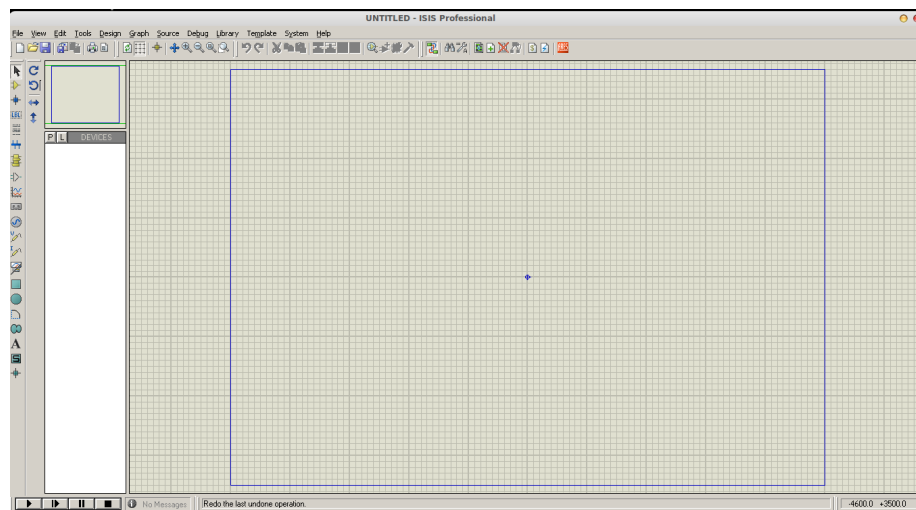 UNTITLED - ISIS Professional
File View Edit Tools Design Graph Source Debug Library Template System Help
LBL
P L DEVICES
A
No Messages Redo the last undone operation. -4600.0 +3500.0